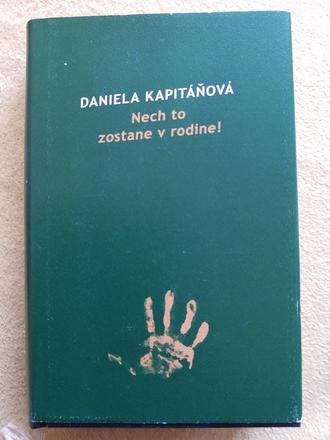 DANIELA KAPITÁŇOVÁ
Nech to
zostane v rodine!